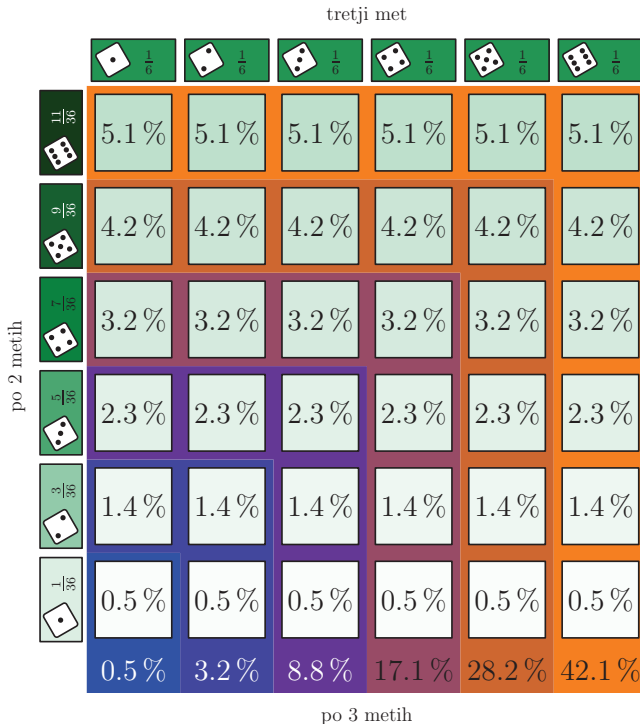 tretji met
1/6 1/6 1/6 1/6 1/6 1/6
11/36 5.1 % 5.1 % 5.1 % 5.1 % 5.1 % 5.1 %
9/36 4.2 % 4.2 % 4.2 % 4.2 % 4.2 % 4.2 %
7/36 3.2 % 3.2 % 3.2 % 3.2 % 3.2 % 3.2 %
po 2 metih
5/36 2.3 % 2.3 % 2.3 % 2.3 % 2.3 % 2.3 %
3/36 1.4 % 1.4 % 1.4 % 1.4 % 1.4 % 1.4 %
1/36 0.5 % 0.5 % 0.5 % 0.5 % 0.5 % 0.5 %
0.5 % 3.2 % 8.8 % 17.1 % 28.2 % 42.1 %
po 3 metih